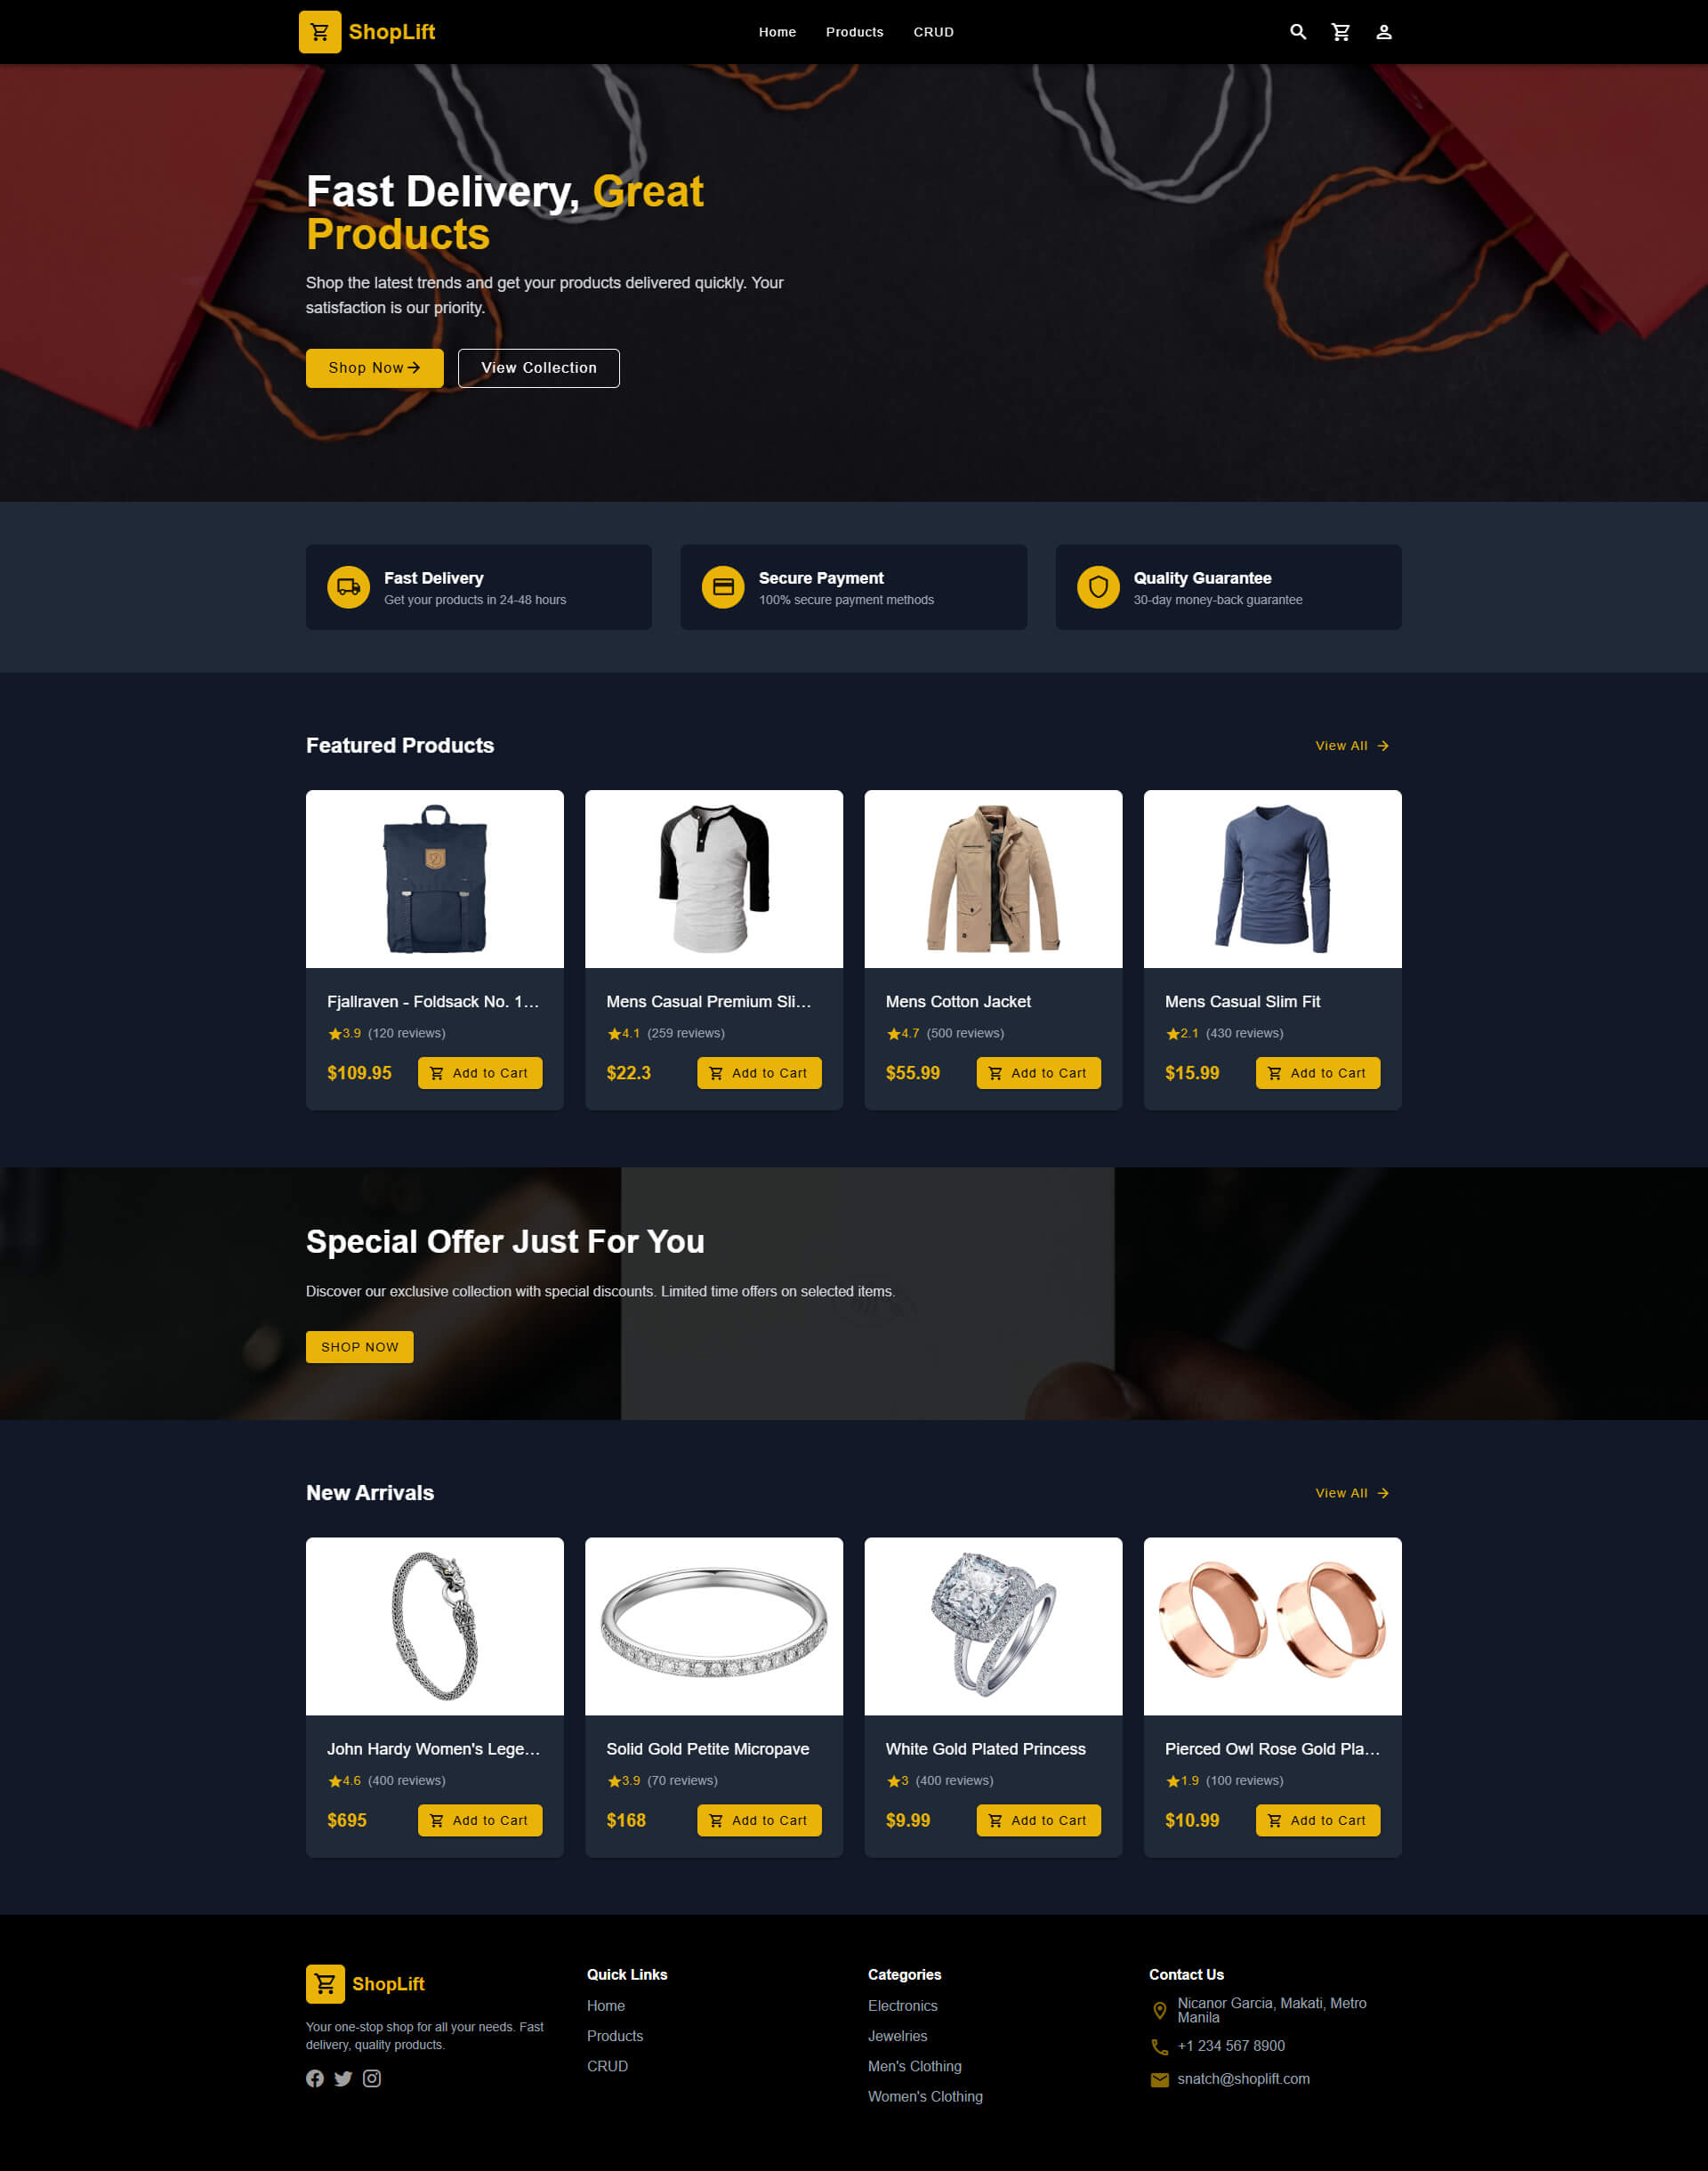 ShopLift
Home
Products
CRUD
Fast Delivery, Great
Products
Shop the latest trends and get your products delivered quickly. Your
satisfaction is our priority.
Shop Now
View Collection
Fast Delivery
Get your products in 24-48 hours
Secure Payment
100% secure payment methods
Quality Guarantee
30-day money-back guarantee
Featured Products
View All
Fjallraven - Foldsack No. 1...
3.9 (120 reviews)
$109.95
Add to Cart
Mens Casual Premium Sli...
4.1 (259 reviews)
$22.3
Add to Cart
Mens Cotton Jacket
4.7 (500 reviews)
$55.99
Add to Cart
Mens Casual Slim Fit
2.1 (430 reviews)
$15.99
Add to Cart
Special Offer Just For You
Discover our exclusive collection with special discounts. Limited time offers on selected items.
SHOP NOW
New Arrivals
View All
John Hardy Women's Lege...
4.6 (400 reviews)
$695
Add to Cart
Solid Gold Petite Micropave
3.9 (70 reviews)
$168
Add to Cart
White Gold Plated Princess
3 (400 reviews)
$9.99
Add to Cart
Pierced Owl Rose Gold Pla...
1.9 (100 reviews)
$10.99
Add to Cart
ShopLift
Your one-stop shop for all your needs. Fast
delivery, quality products.
Quick Links
Home
Products
CRUD
Categories
Electronics
Jewelries
Men's Clothing
Women's Clothing
Contact Us
Nicanor Garcia, Makati, Metro
Manila
+1 234 567 8900
snatch@shoplift.com